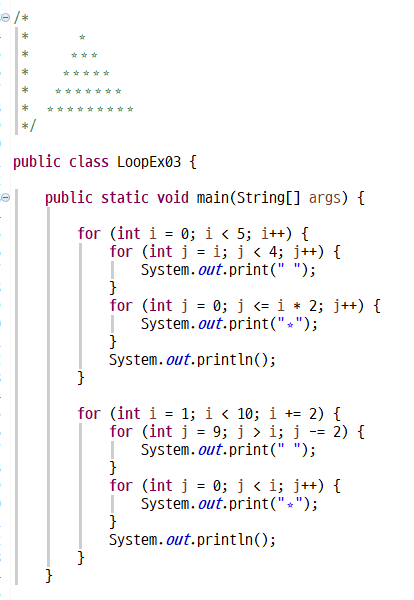 /*
 *       ⭐
 *      ⭐⭐⭐
 *     ⭐⭐⭐⭐⭐
 *    ⭐⭐⭐⭐⭐⭐⭐
 *   ⭐⭐⭐⭐⭐⭐⭐⭐⭐
 */
public class LoopEx03 {
    public static void main(String[] args) {
        for (int i = 0; i < 5; i++) {
            for (int j = i; j < 4; j++) {
                System.out.print(" ");
            }
            for (int j = 0; j <= i * 2; j++) {
                System.out.print("⭐");
            }
            System.out.println();
        }
        for (int i = 1; i < 10; i += 2) {
            for (int j = 9; j > i; j -= 2) {
                System.out.print(" ");
            }
            for (int j = 0; j < i; j++) {
                System.out.print("⭐");
            }
            System.out.println();
        }
    }